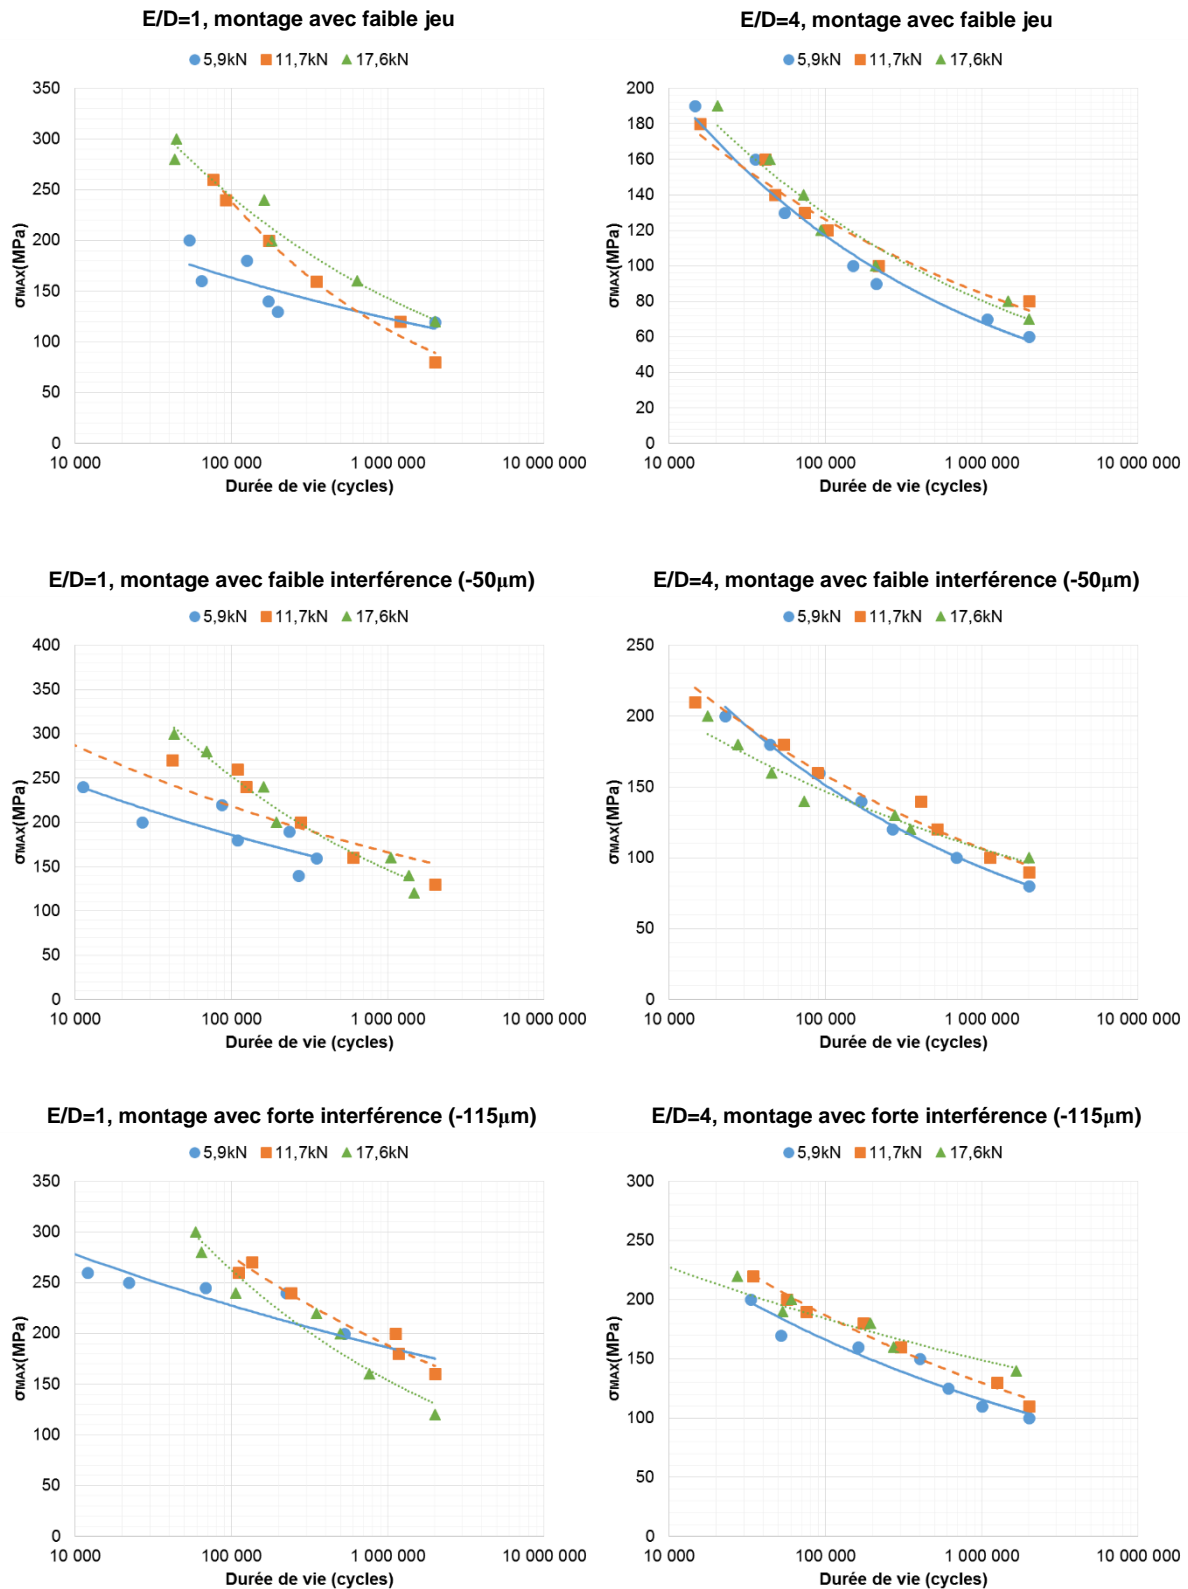 E/D=1, montage avec faible jeu
5,9kN 11,7kN 17,6kN
350
300
250
200
150
100
50
0
σMAX(MPa)
10 000 100 000 1 000 000 10 000 000
Durée de vie (cycles)
E/D=4, montage avec faible jeu
5,9kN 11,7kN 17,6kN
200
180
160
140
120
100
80
60
40
20
0
σMAX(MPa)
10 000 100 000 1 000 000 10 000 000
Durée de vie (cycles)
E/D=1, montage avec faible interférence (-50µm)
5,9kN 11,7kN 17,6kN
400
350
300
250
200
150
100
50
0
σMAX(MPa)
10 000 100 000 1 000 000 10 000 000
Durée de vie (cycles)
E/D=4, montage avec faible interférence (-50µm)
5,9kN 11,7kN 17,6kN
250
200
150
100
50
0
σMAX(MPa)
10 000 100 000 1 000 000 10 000 000
Durée de vie (cycles)
E/D=1, montage avec forte interférence (-115µm)
5,9kN 11,7kN 17,6kN
350
300
250
200
150
100
50
0
σMAX(MPa)
10 000 100 000 1 000 000 10 000 000
Durée de vie (cycles)
E/D=4, montage avec forte interférence (-115µm)
5,9kN 11,7kN 17,6kN
300
250
200
150
100
50
0
σMAX(MPa)
10 000 100 000 1 000 000 10 000 000
Durée de vie (cycles)